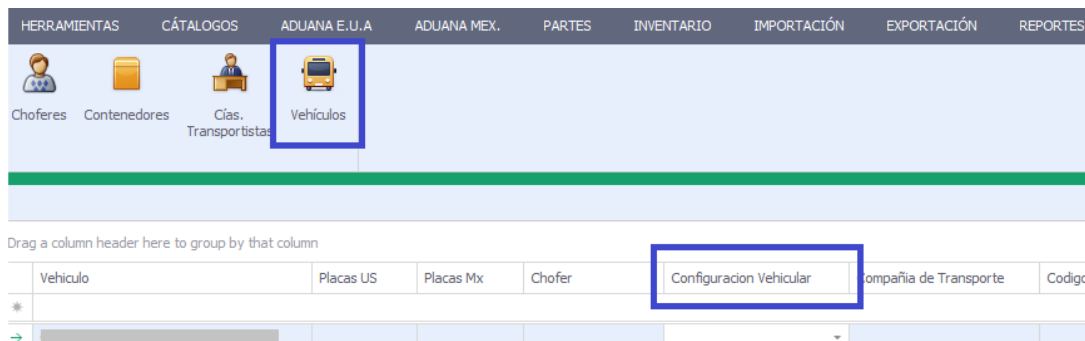 HERRAMIENTAS CÁTALOGOS ADUANA E.U.A ADUANA MEX. PARTES INVENTARIO IMPORTACIÓN EXPORTACIÓN REPORTES
Choferes Contenedores Cías. Vehículos
Transportistas
Drag a column header here to group by that column
Vehiculo Placas US Placas Mx Chofer Configuracion Vehicular Compañia de Transporte Codigo